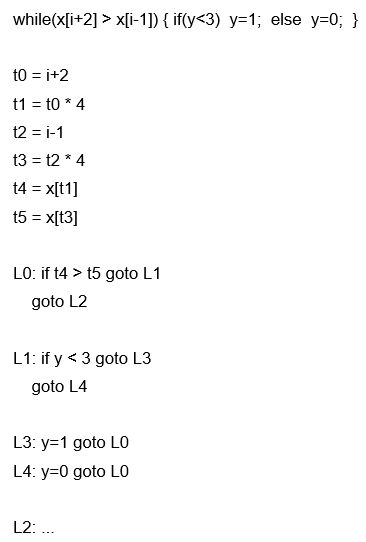 while(x[i+2] > x[i-1]) { if(y<3) y=1; else y=0; }
t0 = i+2
t1 = t0 * 4
t2 = i-1
t3 = t2 * 4
t4 = x[t1]
t5 = x[t3]
L0: if t4 > t5 goto L1
goto L2
L1: if y < 3 goto L3
goto L4
L3: y=1 goto L0
L4: y=0 goto L0
L2: ...